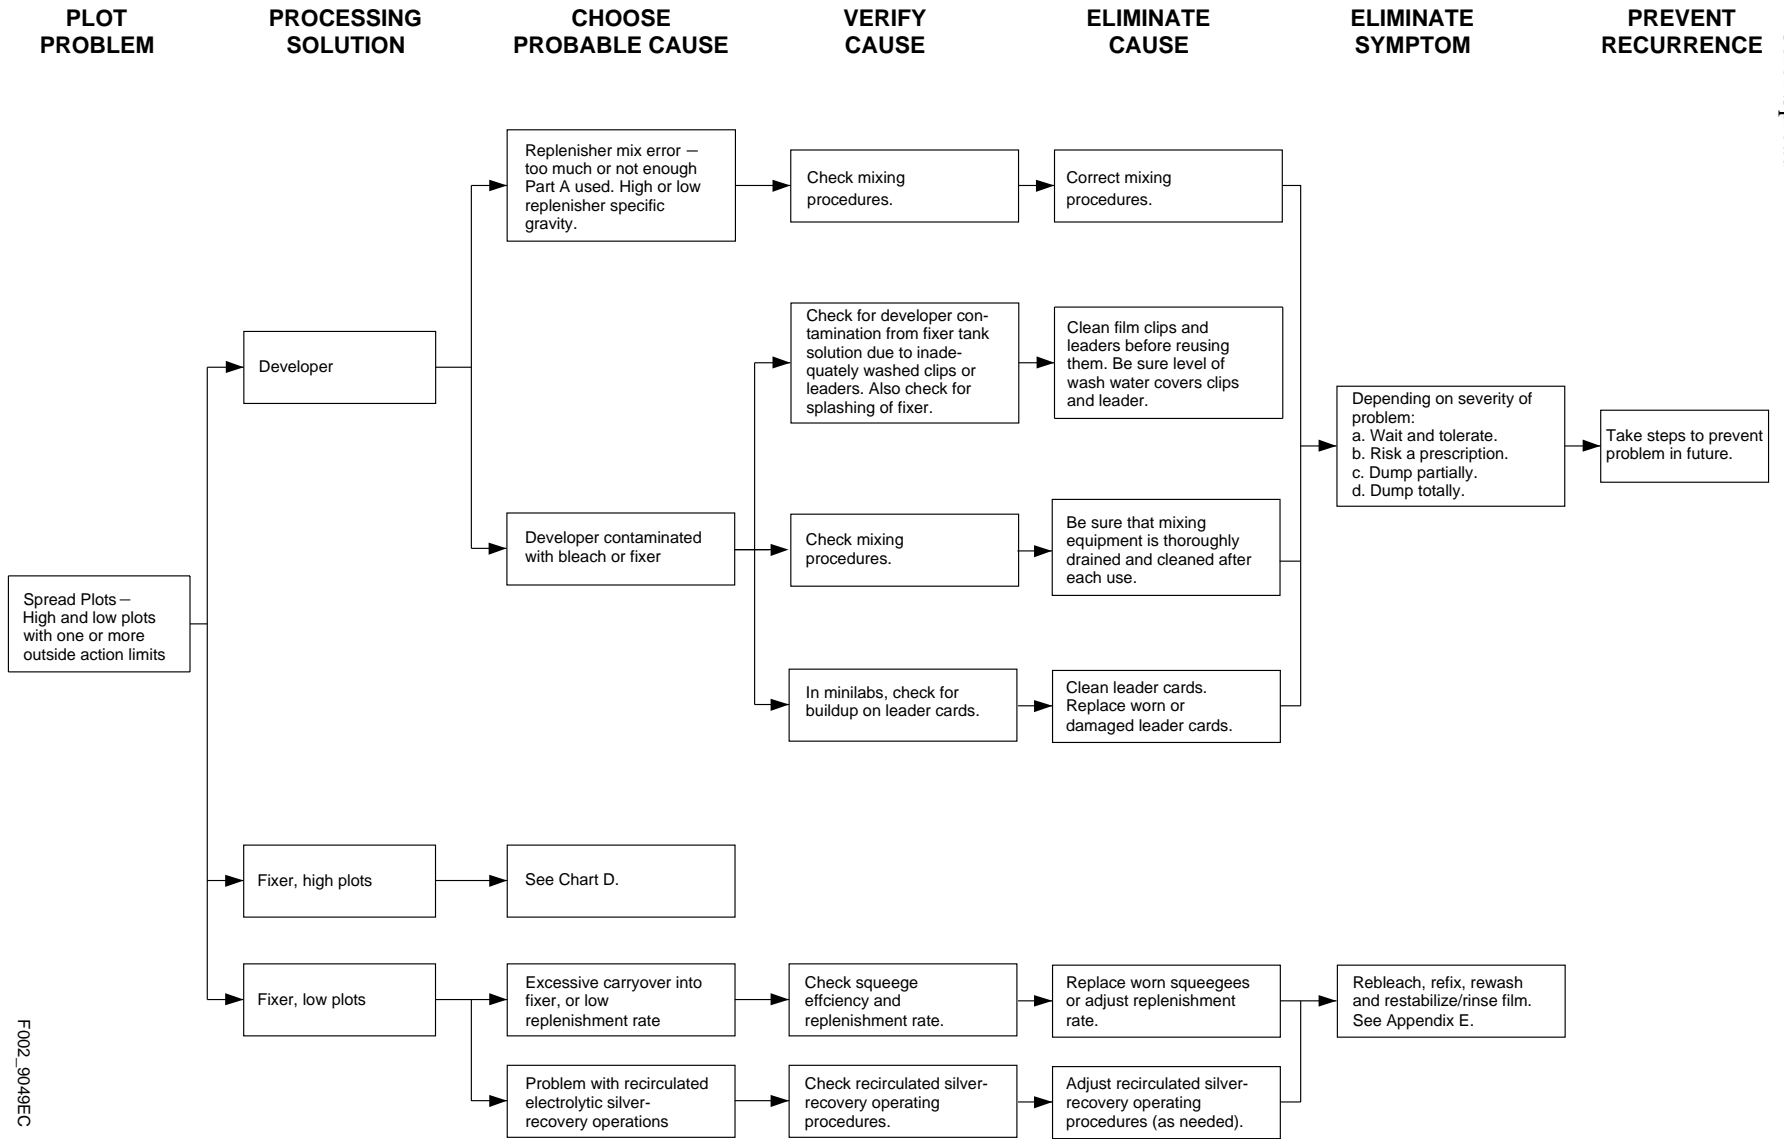 PLOT
PROBLEM
PROCESSING
SOLUTION
CHOOSE
PROBABLE CAUSE
VERIFY
CAUSE
ELIMINATE
CAUSE
ELIMINATE
SYMPTOM
PREVENT
RECURRENCE
Spread Plots —
High and low plots
with one or more
outside action limits
Developer
Replenisher mix error —
too much or not enough
Part A used. High or low
replenisher specific
gravity.
Check mixing
procedures.
Correct mixing
procedures.
Developer contaminated
with bleach or fixer
Check for developer con-
tamination from fixer tank
solution due to inade-
quately washed clips or
leaders. Also check for
splashing of fixer.
Clean film clips and
leaders before reusing
them. Be sure level of
wash water covers clips
and leader.
Check mixing
procedures.
Be sure that mixing
equipment is thoroughly
drained and cleaned after
each use.
In minilabs, check for
buildup on leader cards.
Clean leader cards.
Replace worn or
damaged leader cards.
Depending on severity of
problem:
a. Wait and tolerate.
b. Risk a prescription.
c. Dump partially.
d. Dump totally.
Take steps to prevent
problem in future.
Fixer, high plots
See Chart D.
Fixer, low plots
Excessive carryover into
fixer, or low
replenishment rate
Check squeege
effciency and
replenishment rate.
Replace worn squeegees
or adjust replenishment
rate.
Rebleach, refix, rewash
and restabilize/rinse film.
See Appendix E.
Problem with recirculated
electrolytic silver-
recovery operations
Check recirculated silver-
recovery operating
procedures.
Adjust recirculated silver-
recovery operating
procedures (as needed).
F002_9049EC